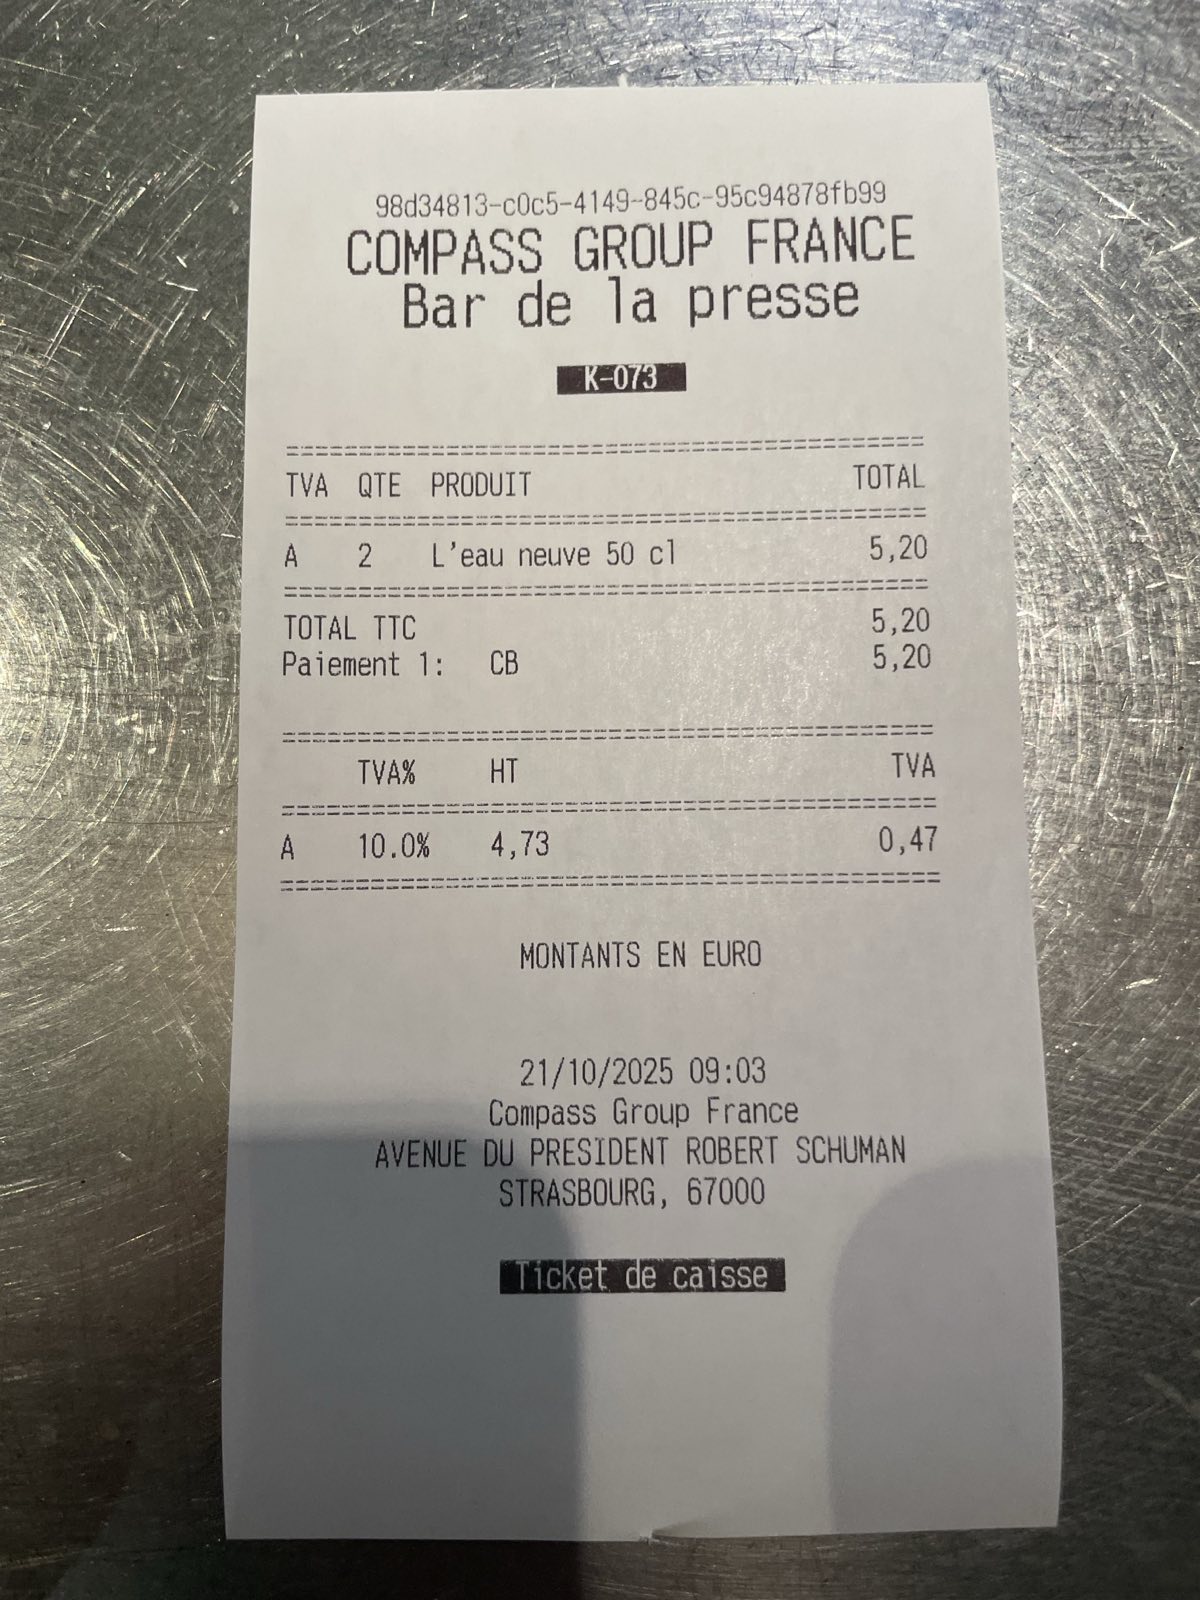 98d34813-c0c5-4149-845c-95c94878fb99
COMPASS GROUP FRANCE
Bar de la presse
K-073
TVA QTE PRODUIT TOTAL
A 2 L'eau neuve 50 cl 5,20
TOTAL TTC 5,20
Paiement 1: CB 5,20
TVA% HT TVA
A 10.0% 4,73 0,47
MONTANTS EN EURO
21/10/2025 09:03
Compass Group France
AVENUE DU PRESIDENT ROBERT SCHUMAN
STRASBOURG, 67000
Ticket de caisse